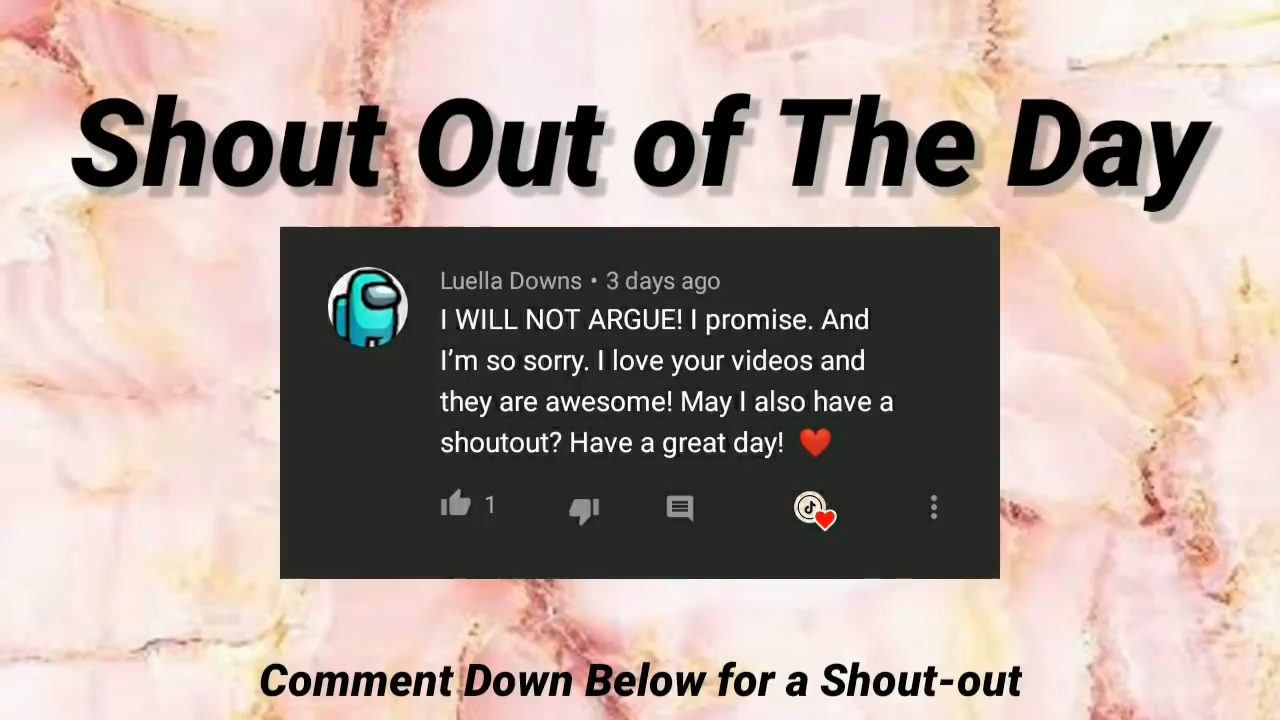 Shout Out of The Day
Luella Downs • 3 days ago
I WILL NOT ARGUE! I promise. And
I’m so sorry. I love your videos and
they are awesome! May I also have a
shoutout? Have a great day! ❤️
1
Comment Down Below for a Shout-out